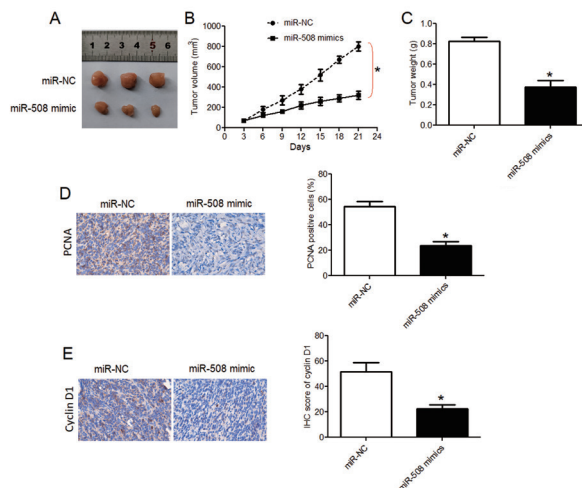 A
1 2 3 4 5 6
miR-NC
miR-508 mimic
B
miR-NC
miR-508 mimics
Tumor volume (mm³)
1000
800
600
400
200
0
0 3 6 9 12 15 18 21 24
Days
*
C
Tumor weight (g)
1.0
0.8
0.6
0.4
0.2
0.0
*
miR-NC
miR-508 mimics
D
miR-NC
miR-508 mimic
PCNA
PCNA positive cells (%)
80
60
40
20
0
*
miR-NC
miR-508 mimics
E
miR-NC
miR-508 mimic
Cyclin D1
IHC score of cyclin D1
80
60
40
20
0
*
miR-NC
miR-508 mimics